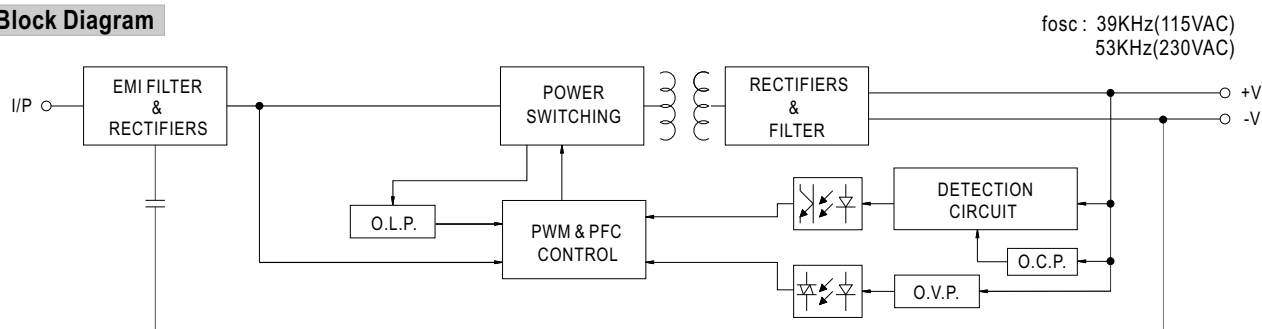 Block Diagram
fosc : 39KHz(115VAC)
53KHz(230VAC)
I/P
EMI FILTER
&
RECTIFIERS
POWER
SWITCHING
RECTIFIERS
&
FILTER
+V
-V
O.L.P.
PWM & PFC
CONTROL
DETECTION
CIRCUIT
O.C.P.
O.V.P.